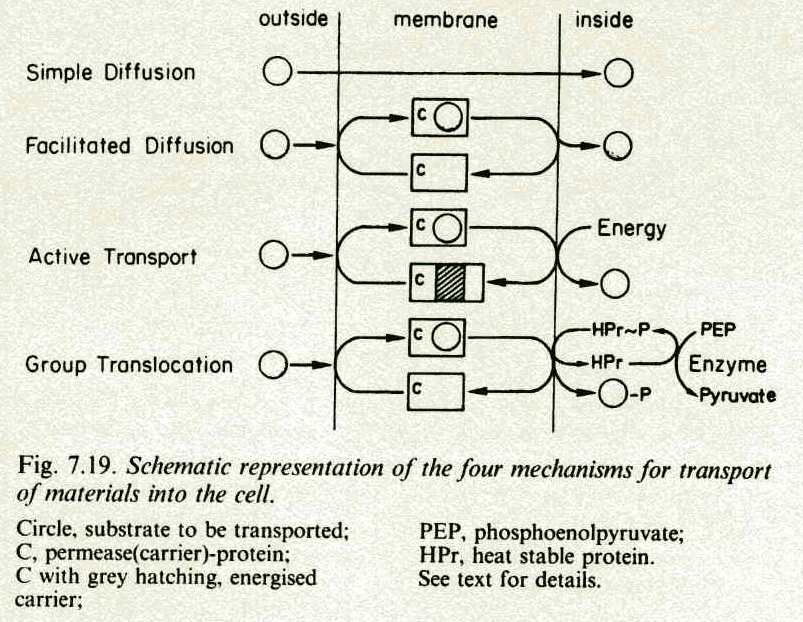 outside membrane inside
Simple Diffusion
C
Facilitated Diffusion
C
C
Energy
Active Transport
C
C
HPr~P PEP
Group Translocation HPr Enzyme
C
-P Pyruvate
Fig. 7.19. Schematic representation of the four mechanisms for transport
of materials into the cell.
Circle, substrate to be transported;
C, permease(carrier)-protein;
C with grey hatching, energised
carrier;
PEP, phosphoenolpyruvate;
HPr, heat stable protein.
See text for details.